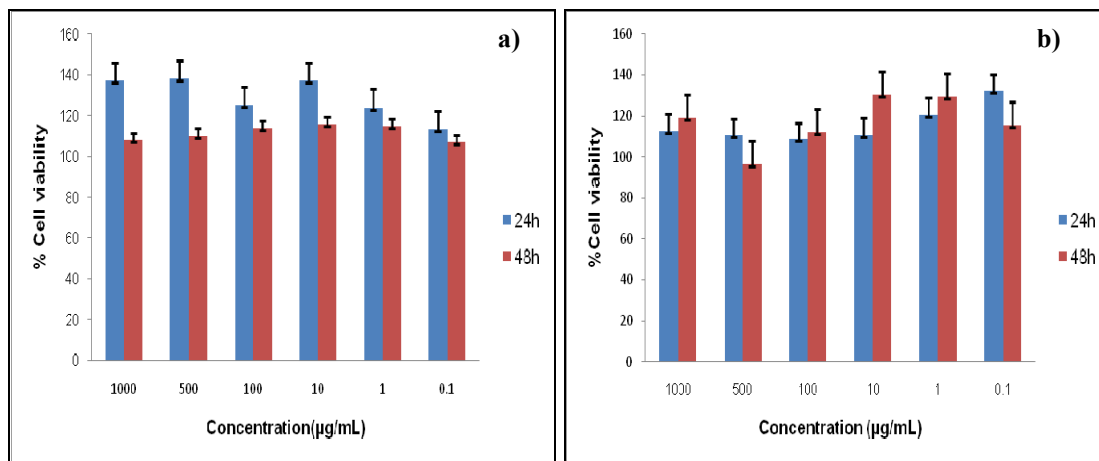 a)
160
140
120
100
80
60
40
20
0
% Cell viability
1000 500 100 10 1 0.1
Concentration(µg/mL)
24h
48h
b)
160
140
120
100
80
60
40
20
0
%Cell viability
1000 500 100 10 1 0.1
Concentration (µg/mL)
24h
48h